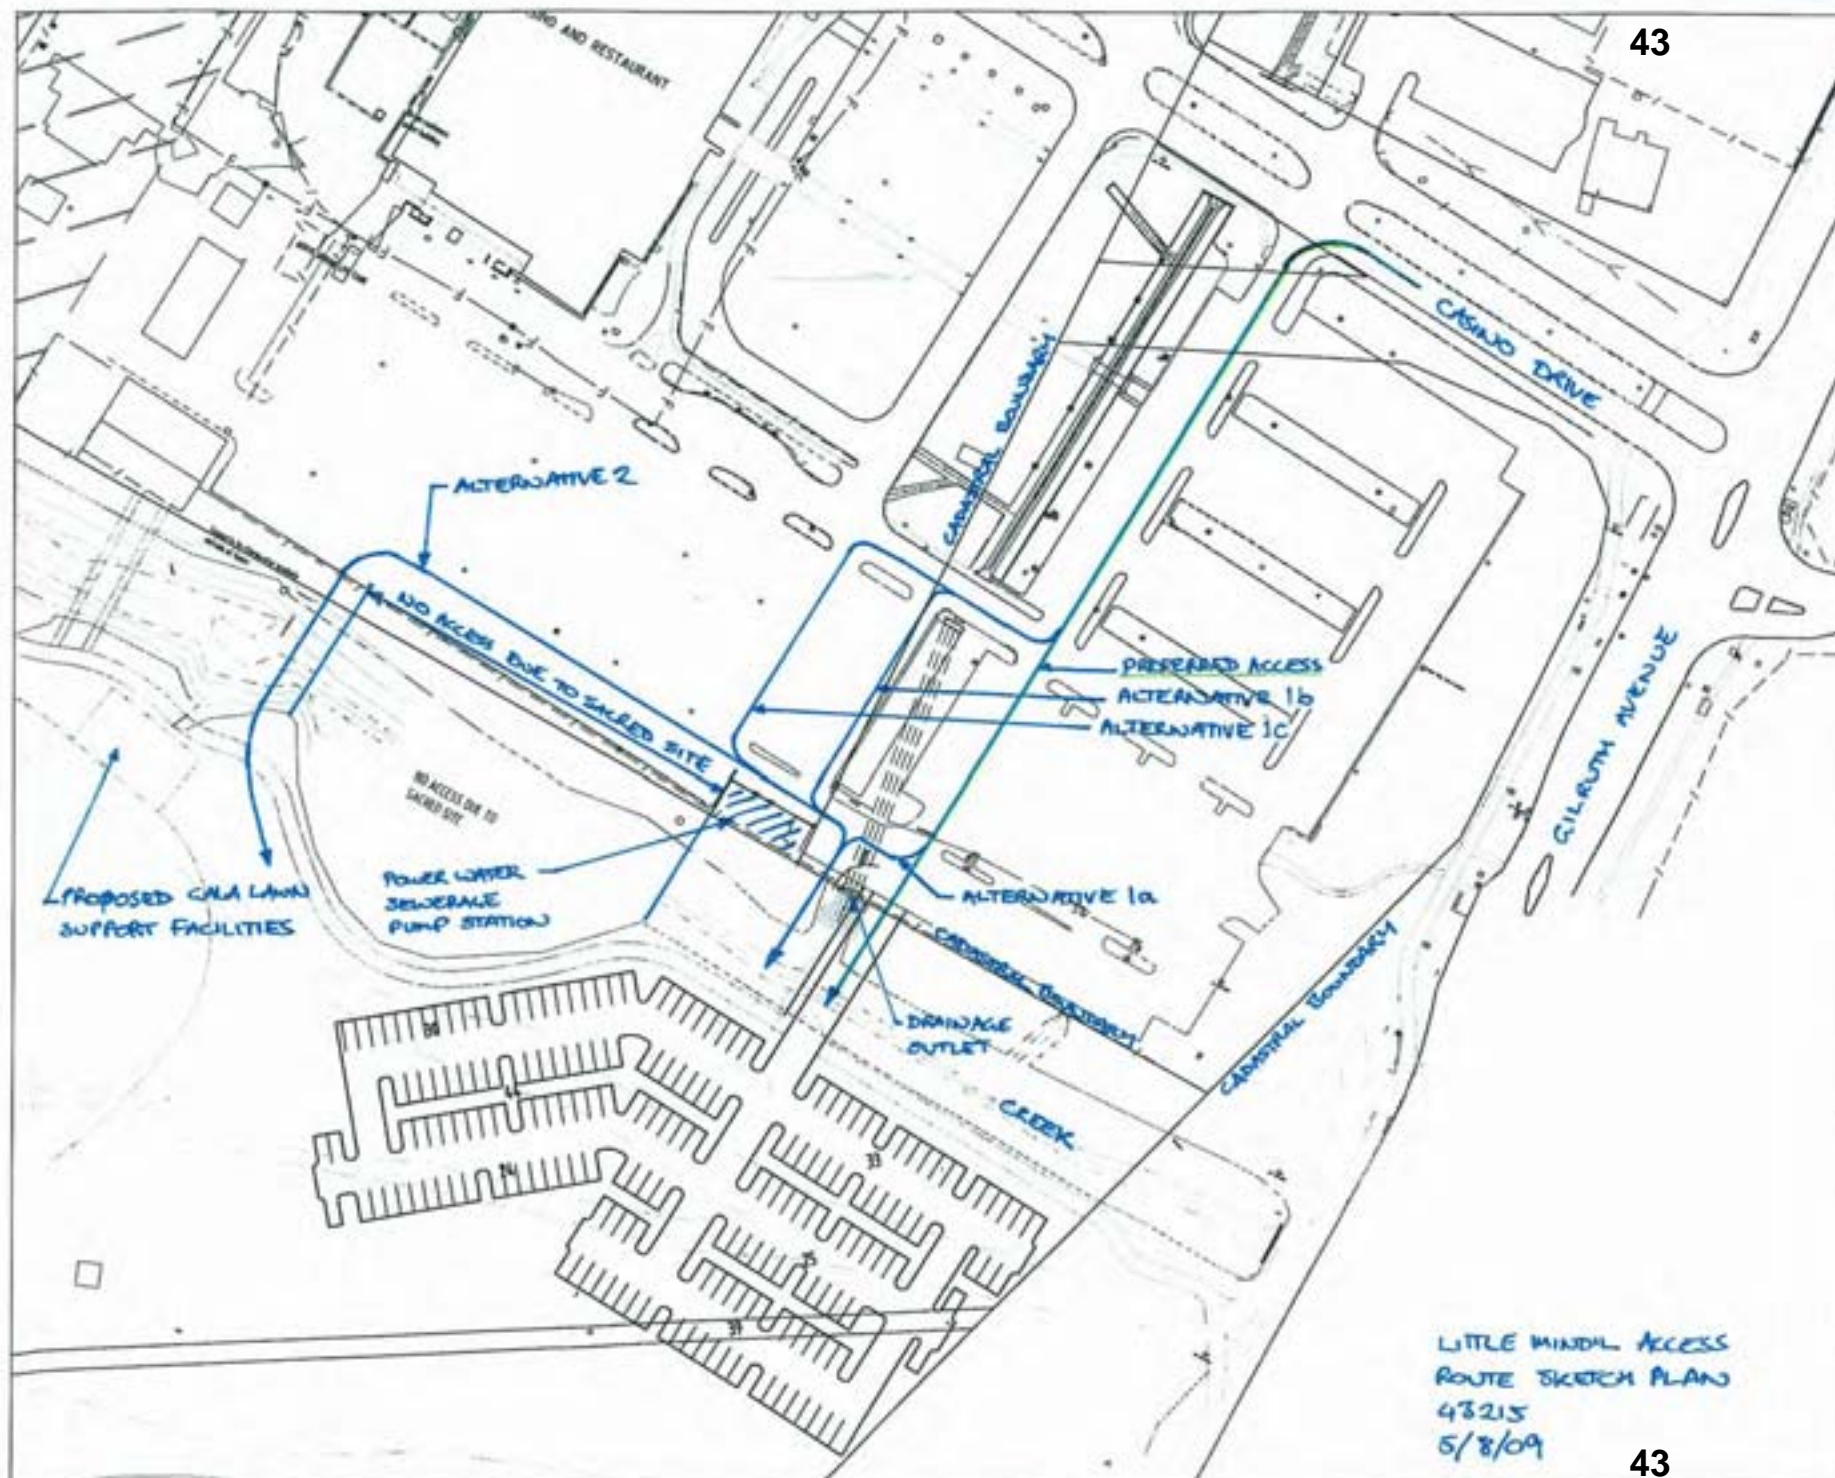 43
AND RESTAURANT
CASINO DRIVE
CADASTRAL BOUNDARY
ALTERNATIVE 2
NO ACCESS DUE TO SACRED SITE
PREFERRED ACCESS
ALTERNATIVE 1b
ALTERNATIVE 1c
GILRUTH AVENUE
NO ACCESS DUE TO
SACRED SITE
PROPOSED GALA LAWN
SUPPORT FACILITIES
POWER WATER
SEWERAGE
PUMP STATION
ALTERNATIVE 1a
CADASTRAL BOUNDARY
CADASTRAL BOUNDARY
DRAINAGE
OUTLET
CREEK
33
LITTLE MINDIL ACCESS
ROUTE SKETCH PLAN
43215
5/8/09
43